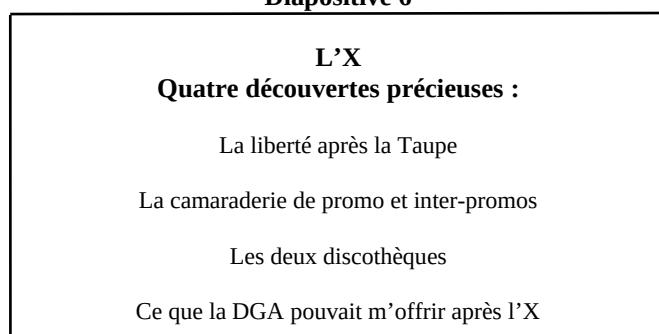 Diapositive 6
L’X
Quatre découvertes précieuses :
La liberté après la Taupe
La camaraderie de promo et inter-promos
Les deux discothèques
Ce que la DGA pouvait m’offrir après l’X